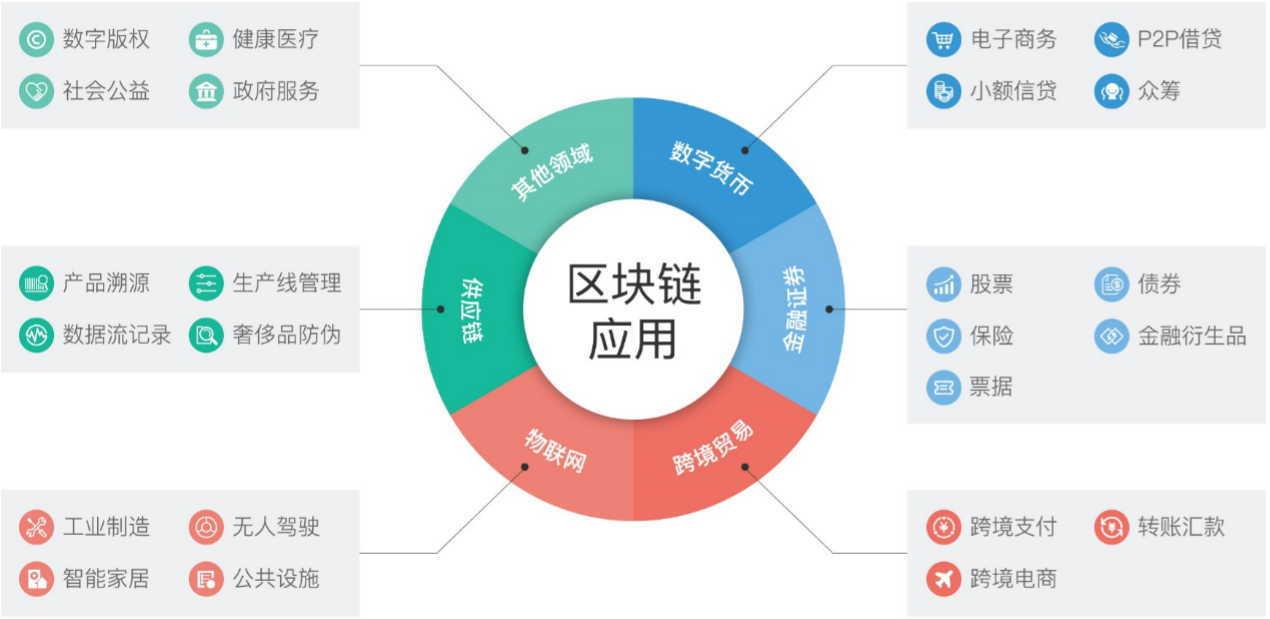 数字版权 健康医疗
社会公益 政府服务
电子商务 P2P借贷
小额信贷 众筹
其他领域
数字货币
产品溯源 生产线管理
数据流记录 奢侈品防伪
供应链
区块链
应用
金融证券
股票 债券
保险 金融衍生品
票据
物联网
跨境贸易
工业制造 无人驾驶
智能家居 公共设施
跨境支付 转账汇款
跨境电商